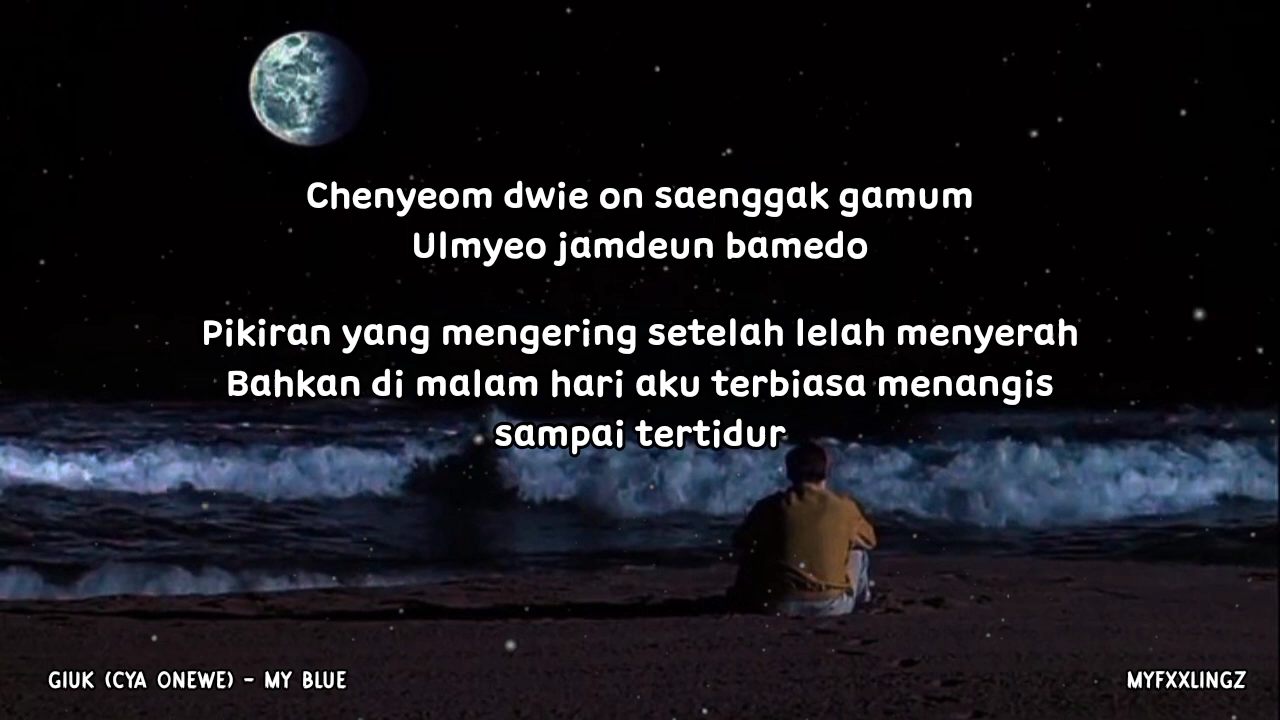 Chenyeom dwie on saenggak gamum
Ulmyeo jamdeun bamedo
Pikiran yang mengering setelah lelah menyerah
Bahkan di malam hari aku terbiasa menangis
sampai tertidur
GIUK (CYA ONEWE) - MY BLUE
MYFXXLINGZ